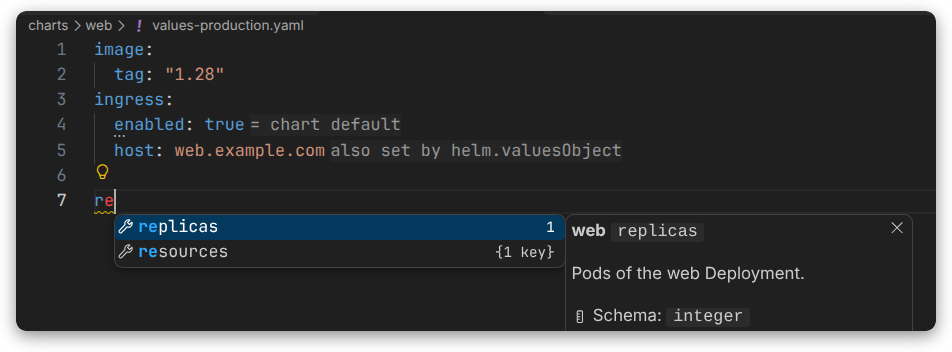 charts > web > ! values-production.yaml
1 image:
2 tag: "1.28"
3 ingress:
4 enabled: true = chart default
5 host: web.example.com also set by helm.valuesObject
6
7 re
replicas 1
resources {1 key}
web replicas
Pods of the web Deployment.
Schema: integer